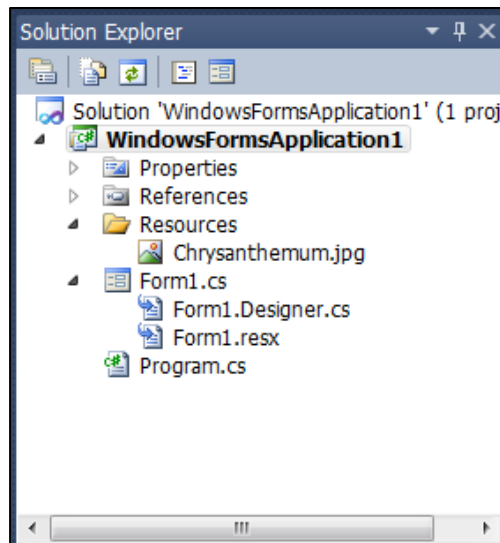 Solution Explorer
Solution 'WindowsFormsApplication1' (1 proj
WindowsFormsApplication1
Properties
References
Resources
Chrysanthemum.jpg
Form1.cs
Form1.Designer.cs
Form1.resx
Program.cs